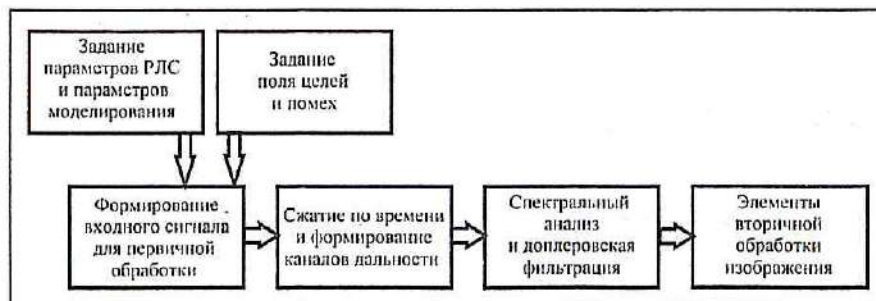 Задание
параметров РЛС
и параметров
моделирования
Задание
поля целей
и помех
Формирование
входного сигнала
для первичной
обработки
Сжатие по времени
и формирование
каналов дальности
Спектральный
анализ
и доплеровская
фильтрация
Элементы
вторичной
обработки
изображения